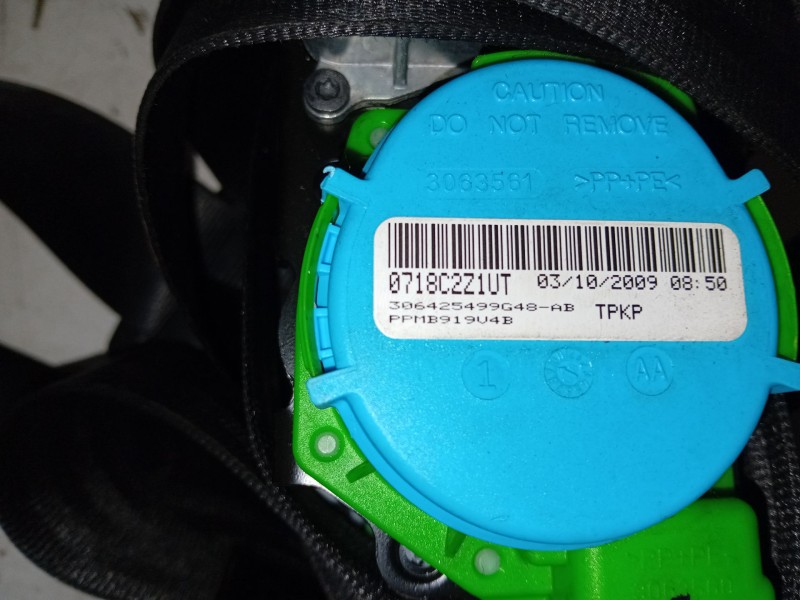 CAUTION
DO NOT REMOVE
3063561 >PP+PE<
0718C2Z1UT 03/10/2009 08:50
306425499G48-AB TPKP
PPMB919V4B
1 AA